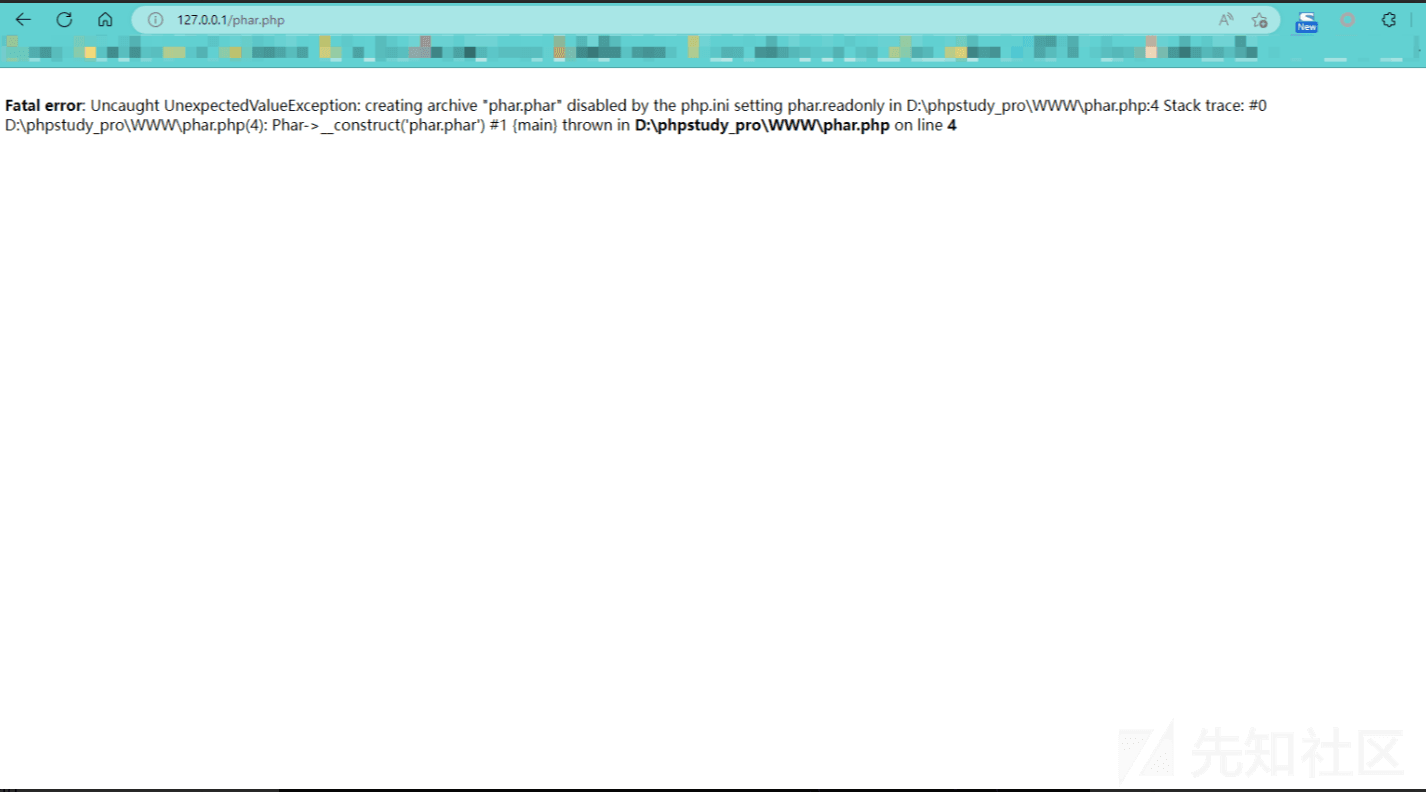 127.0.0.1/phar.php
New
Fatal error: Uncaught UnexpectedValueException: creating archive "phar.phar" disabled by the php.ini setting phar.readonly in D:\phpstudy_pro\WWW\phar.php:4 Stack trace: #0
D:\phpstudy_pro\WWW\phar.php(4): Phar->__construct('phar.phar') #1 {main} thrown in D:\phpstudy_pro\WWW\phar.php on line 4
先知社区